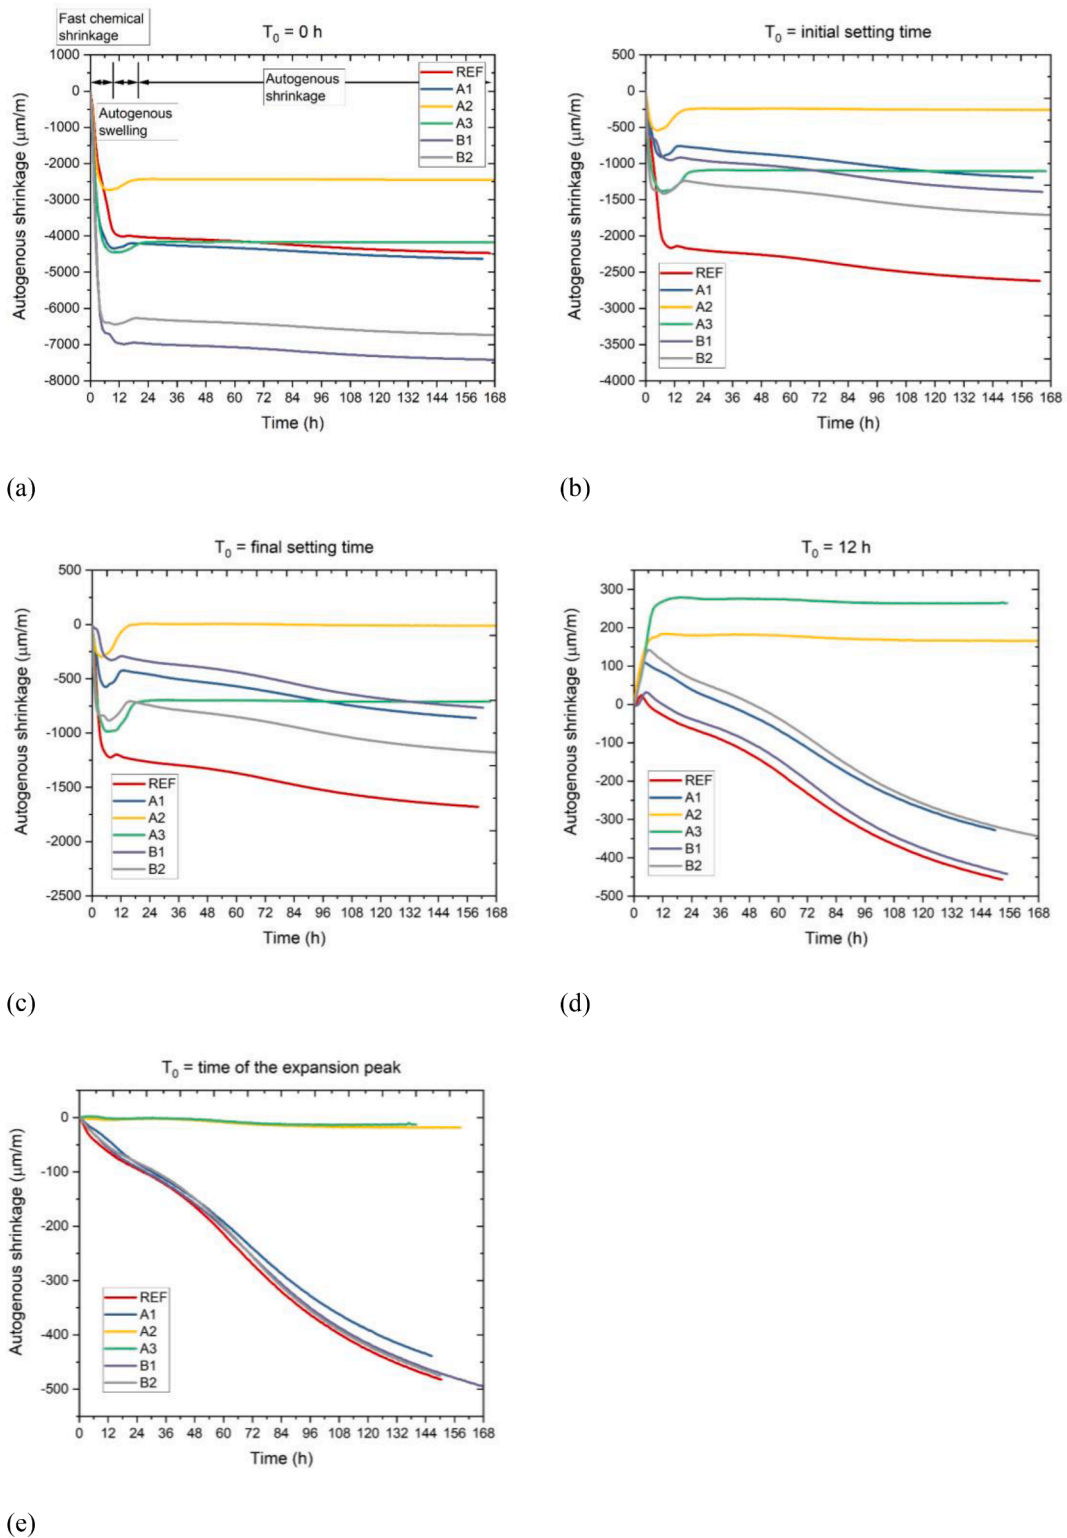 Fast chemical
shrinkage
T0 = 0 h
1000
0
-1000
-2000
-3000
-4000
-5000
-6000
-7000
-8000
Autogenous shrinkage (μm/m)
Autogenous
swelling
Autogenous
shrinkage
REF
A1
A2
A3
B1
B2
0 12 24 36 48 60 72 84 96 108 120 132 144 156 168
Time (h)
(a)
T0 = initial setting time
500
0
-500
-1000
-1500
-2000
-2500
-3000
-3500
-4000
Autogenous shrinkage (μm/m)
REF
A1
A2
A3
B1
B2
0 12 24 36 48 60 72 84 96 108 120 132 144 156 168
Time (h)
(b)
T0 = final setting time
500
0
-500
-1000
-1500
-2000
-2500
Autogenous shrinkage (μm/m)
REF
A1
A2
A3
B1
B2
0 12 24 36 48 60 72 84 96 108 120 132 144 156 168
Time (h)
(c)
T0 = 12 h
300
200
100
0
-100
-200
-300
-400
-500
Autogenous shrinkage (μm/m)
REF
A1
A2
A3
B1
B2
0 12 24 36 48 60 72 84 96 108 120 132 144 156 168
Time (h)
(d)
T0 = time of the expansion peak
0
-100
-200
-300
-400
-500
Autogenous shrinkage (μm/m)
REF
A1
A2
A3
B1
B2
0 12 24 36 48 60 72 84 96 108 120 132 144 156 168
Time (h)
(e)